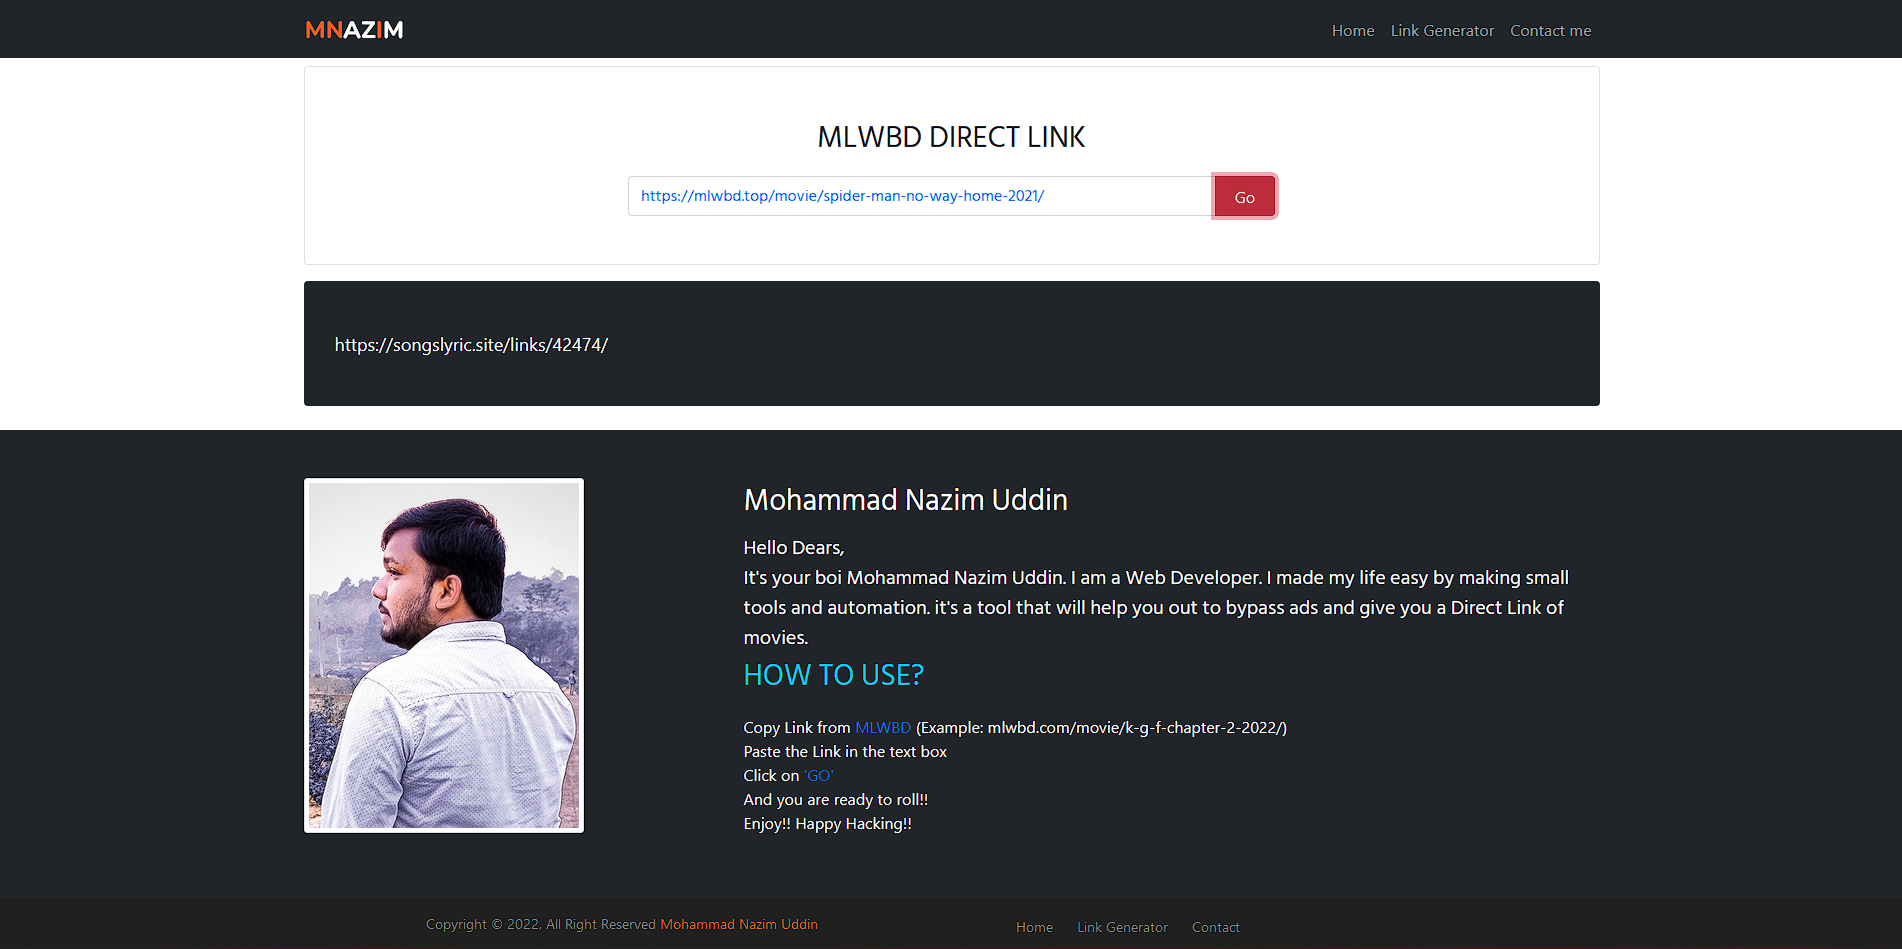 MNAZIM
Home Link Generator Contact me
MLWBD DIRECT LINK
https://mlwbd.top/movie/spider-man-no-way-home-2021/
Go
https://songslyric.site/links/42474/
Mohammad Nazim Uddin
Hello Dears,
It's your boi Mohammad Nazim Uddin. I am a Web Developer. I made my life easy by making small
tools and automation. it's a tool that will help you out to bypass ads and give you a Direct Link of
movies.
HOW TO USE?
Copy Link from MLWBD (Example: mlwbd.com/movie/k-g-f-chapter-2-2022/)
Paste the Link in the text box
Click on 'GO'
And you are ready to roll!!
Enjoy!! Happy Hacking!!
Copyright © 2022, All Right Reserved Mohammad Nazim Uddin
Home Link Generator Contact